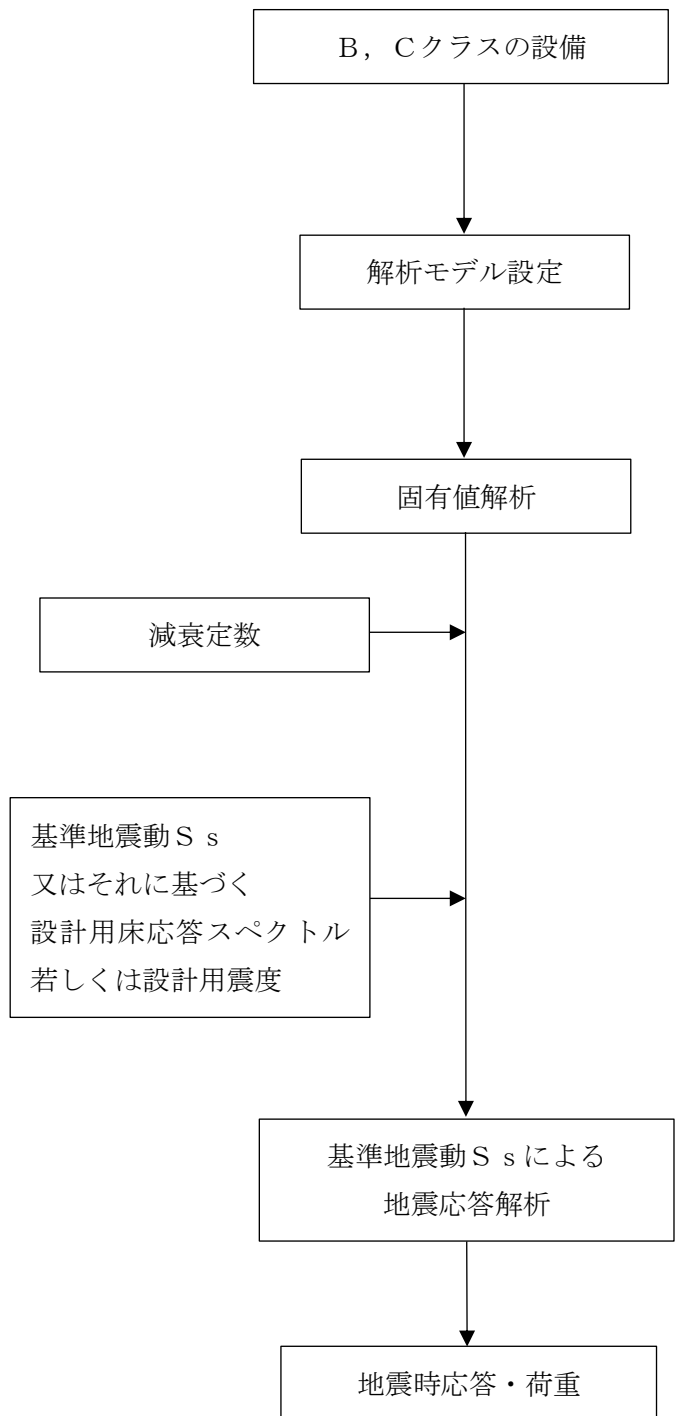 B，Cクラスの設備
解析モデル設定
固有値解析
減衰定数
基準地震動Ｓｓ
又はそれに基づく
設計用床応答スペクトル
若しくは設計用震度
基準地震動Ｓｓによる
地震応答解析
地震時応答・荷重